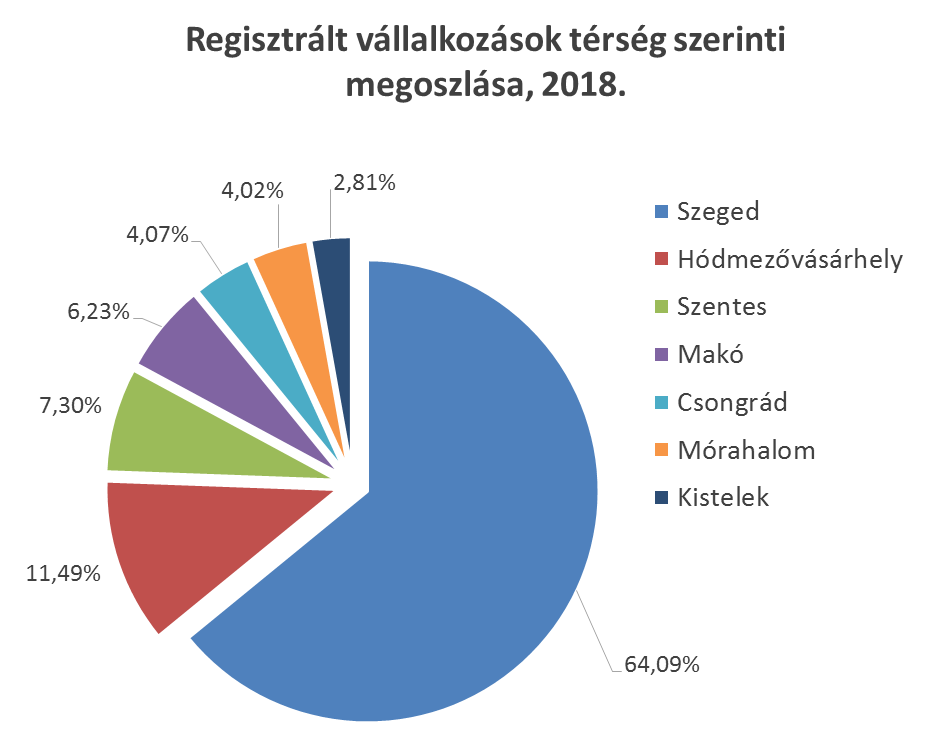 Regisztrált vállalkozások térség szerinti
megoszlása, 2018.
2,81%
4,02%
4,07%
6,23%
7,30%
11,49%
64,09%
Szeged
Hódmezővásárhely
Szentes
Makó
Csongrád
Mórahalom
Kistelek